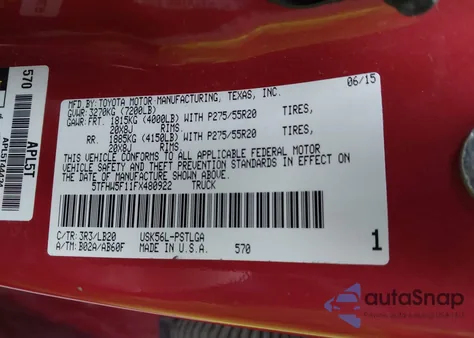 MFD. BY: TOYOTA MOTOR MANUFACTURING, TEXAS, INC. 06/15
GVWR: 3270KG (7200LB)
GAWR: FRT. 1815KG (4000LB) WITH P275/55R20 TIRES,
20x8J RIMS.
RR. 1885KG (4150LB) WITH P275/55R20 TIRES,
20x8J RIMS.
THIS VEHICLE CONFORMS TO ALL APPLICABLE FEDERAL MOTOR
VEHICLE SAFETY AND THEFT PREVENTION STANDARDS IN EFFECT ON
THE DATE OF MANUFACTURE SHOWN ABOVE.
5TFHW5F11FX480922 TRUCK
C/TR: 3R3/LB20 USK56L-PSTLGA
A/TM: B02A/AB60F MADE IN U.S.A. 570 1
570
APL5T
autoSnap